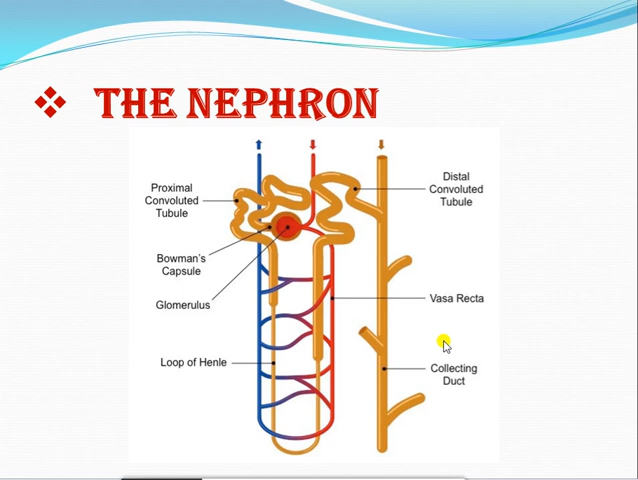 THE NEPHRON
Proximal
Convoluted
Tubule
Distal
Convoluted
Tubule
Bowman's
Capsule
Glomerulus
Vasa Recta
Loop of Henle
Collecting
Duct